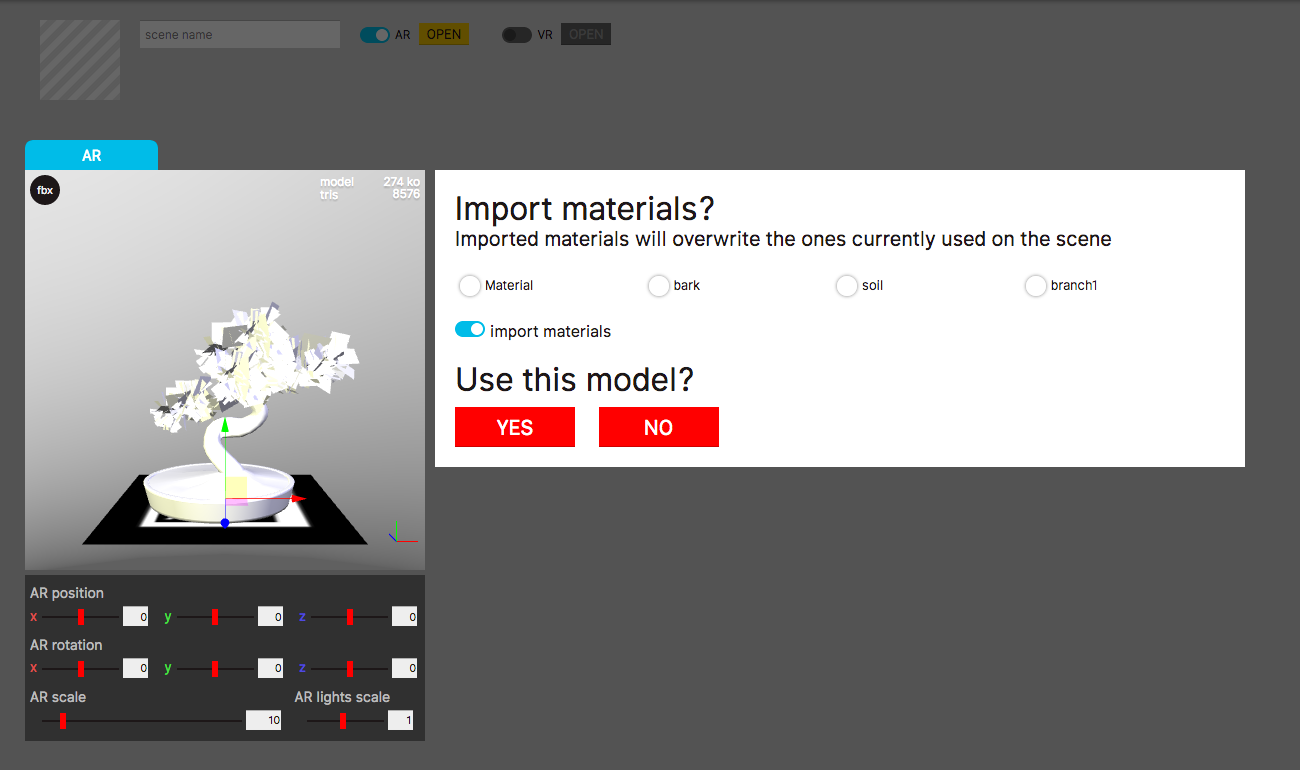 scene name AR OPEN VR OPEN
AR
fbx
model 274 ko
tris 8576
Import materials?
Imported materials will overwrite the ones currently used on the scene
Material bark soil branch1
import materials
Use this model?
YES NO
AR position
x 0 y 0 z 0
AR rotation
x 0 y 0 z 0
AR scale AR lights scale
10 1